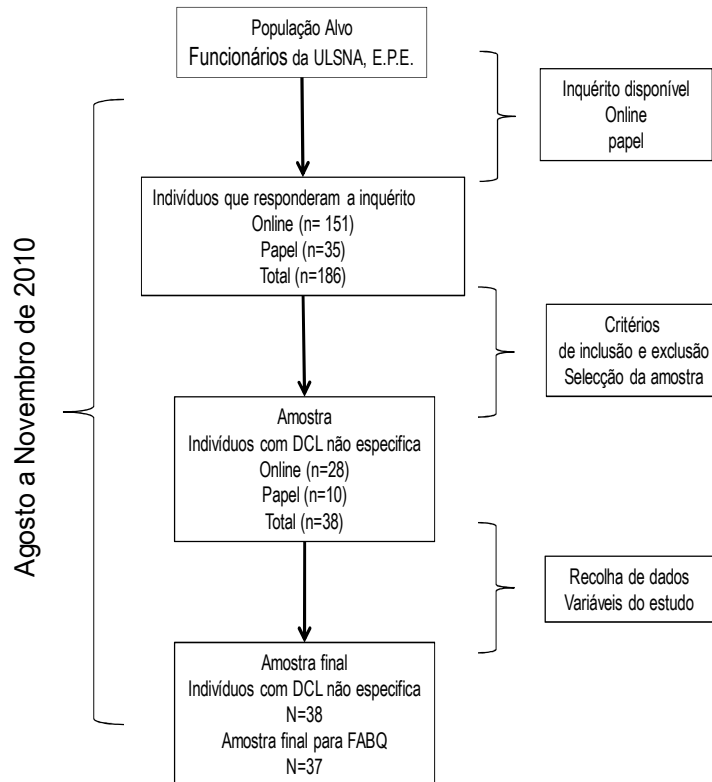 População Alvo
Funcionários da ULSNA, E.P.E.
Inquérito disponível
Online
papel
Indivíduos que responderam a inquérito
Online (n= 151)
Papel (n=35)
Total (n=186)
Agosto a Novembro de 2010
Critérios
de inclusão e exclusão
Selecção da amostra
Amostra
Indivíduos com DCL não especifica
Online (n=28)
Papel (n=10)
Total (n=38)
Recolha de dados
Variáveis do estudo
Amostra final
Indivíduos com DCL não especifica
N=38
Amostra final para FABQ
N=37